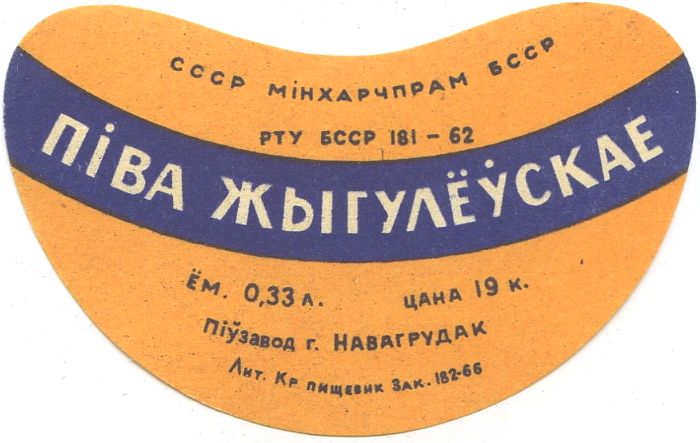 СССР МІНХАРЧПРАМ БССР
РТУ БССР 181 – 62
ПІВА ЖЫГУЛЁЎСКАЕ
ЁМ. 0,33 Л. ЦАНА 19 К.
ПІЎЗАВОД Г. НАВАГРУДАК
ЛИТ. КР ПИЩЕВИК ЗАК. 182-66